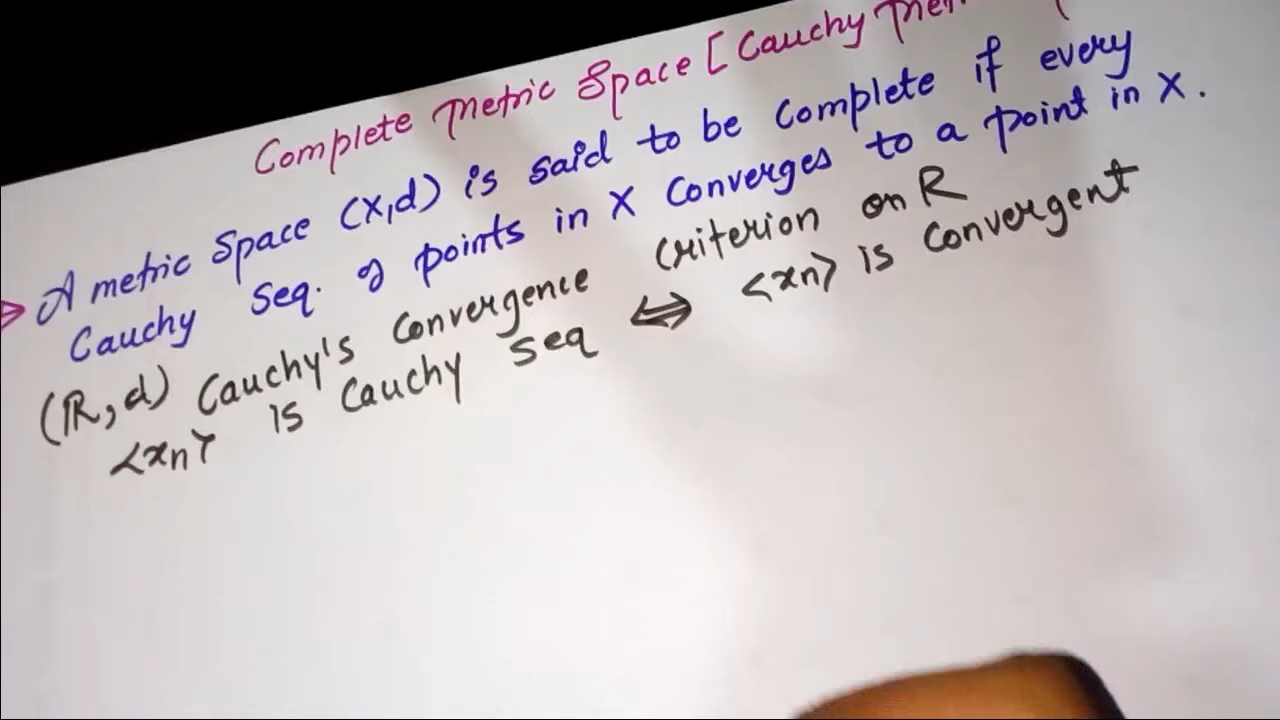 Complete Metric Space [Cauchy
A metric Space (X,d) is said to be complete if every
Cauchy Seq. of points in X Converges to a point in X.
(ℝ,d) Cauchy's Convergence criterion on R
<xn> is Cauchy seq ⟺ <xn> is convergent